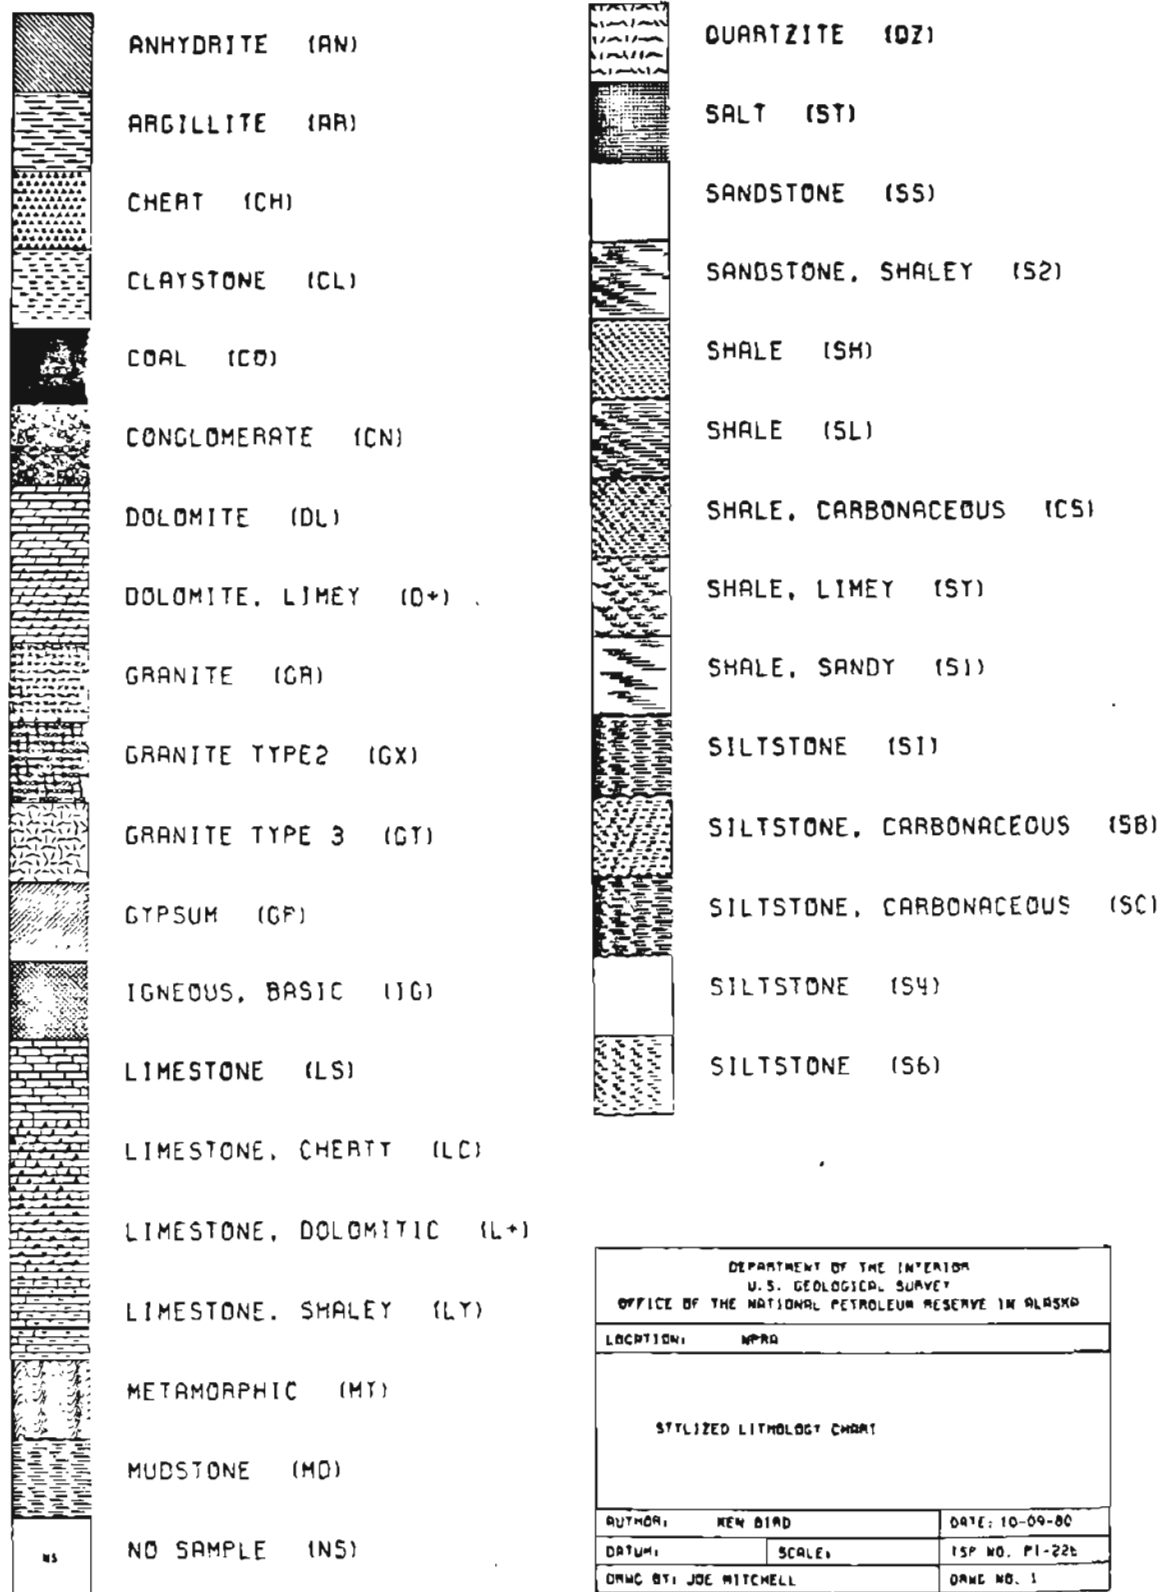 ANHYDRITE (AN)
ARGILLITE (AR)
CHERT (CH)
CLAYSTONE (CL)
COAL (CO)
CONGLOMERATE (CN)
DOLOMITE (DL)
DOLOMITE, LIMEY (D+)
GRANITE (GR)
GRANITE TYPE2 (GX)
GRANITE TYPE 3 (GT)
GYPSUM (GP)
IGNEOUS, BASIC (IG)
LIMESTONE (LS)
LIMESTONE, CHERTY (LC)
LIMESTONE, DOLOMITIC (L+)
LIMESTONE, SHALEY (LY)
METAMORPHIC (MT)
MUDSTONE (MD)
NS
NO SAMPLE (NS)
QUARTZITE (QZ)
SALT (ST)
SANDSTONE (SS)
SANDSTONE, SHALEY (S2)
SHALE (SH)
SHALE (SL)
SHALE, CARBONACEOUS (CS)
SHALE, LIMEY (SY)
SHALE, SANDY (S1)
SILTSTONE (SI)
SILTSTONE, CARBONACEOUS (SB)
SILTSTONE, CARBONACEOUS (SC)
SILTSTONE (S4)
SILTSTONE (S6)
DEPARTMENT OF THE INTERIOR
U.S. GEOLOGICAL SURVEY
OFFICE OF THE NATIONAL PETROLEUM RESERVE IN ALASKA
LOCATION: NPRA
STYLIZED LITHOLOGY CHART
AUTHOR: KEN BIRD DATE: 10-09-80
DATUM: SCALE: TSP NO.
DRWG BY: JOE MITCHELL DRWG NO. 1